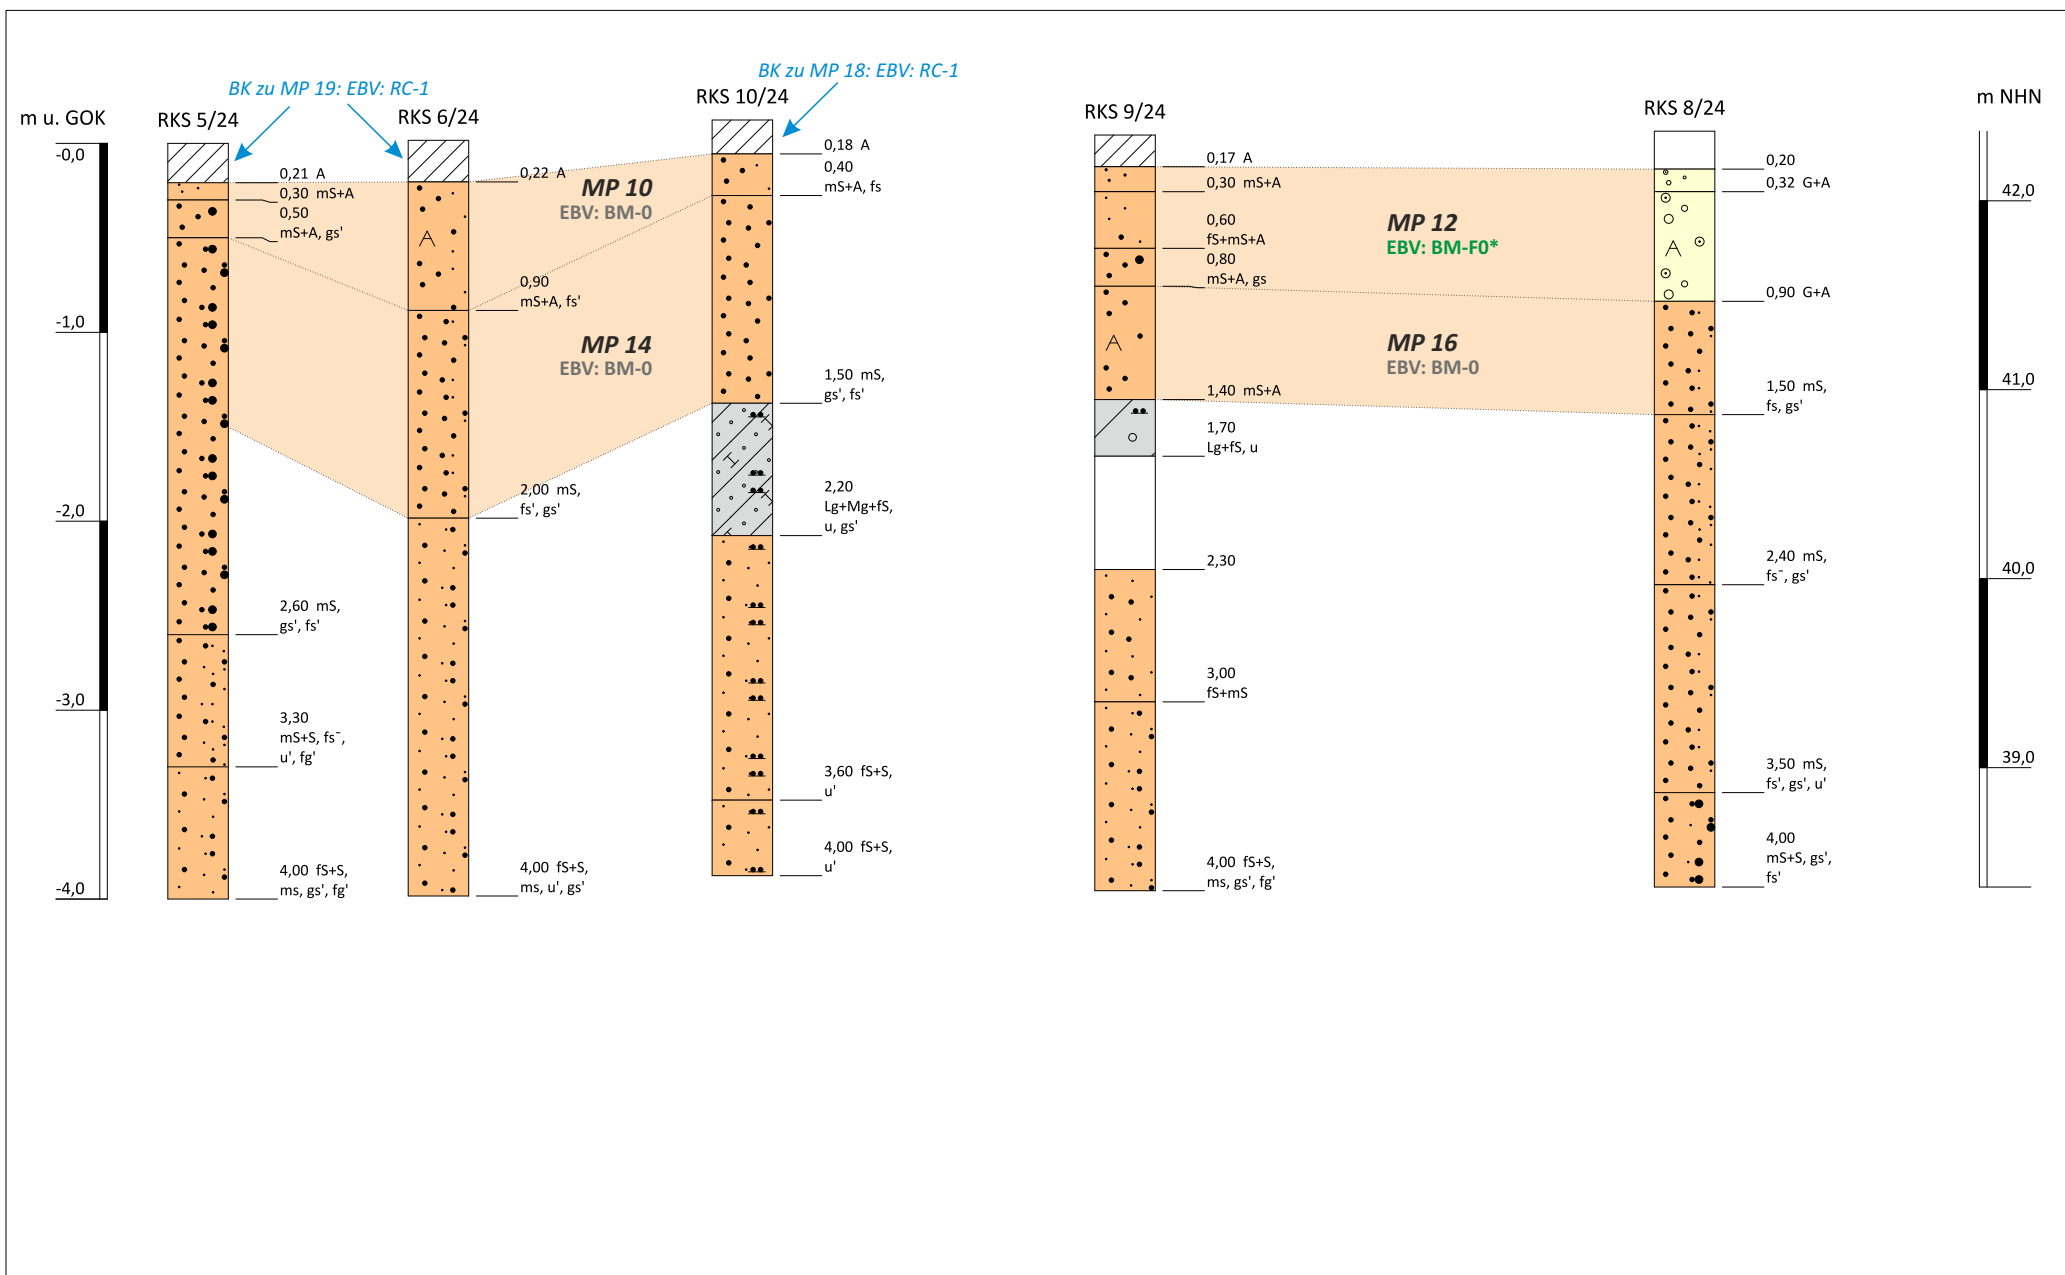 BK zu MP 19: EBV: RC-1
BK zu MP 18: EBV: RC-1
m u. GOK
RKS 5/24
RKS 6/24
RKS 10/24
RKS 9/24
RKS 8/24
m NHN
-0,0
-1,0
-2,0
-3,0
-4,0
0,21 A
0,30 mS+A
0,50
mS+A, gs'
2,60 mS,
gs', fs'
3,30
mS+S, fs¯,
u', fg'
4,00 fS+S,
ms, gs', fg'
A
0,22 A
0,90
mS+A, fs'
2,00 mS,
fs', gs'
4,00 fS+S,
ms, u', gs'
MP 10
EBV: BM-0
MP 14
EBV: BM-0
0,18 A
0,40
mS+A, fs
1,50 mS,
gs', fs'
2,20
Lg+Mg+fS,
u, gs'
3,60 fS+S,
u'
4,00 fS+S,
u'
A
0,17 A
0,30 mS+A
0,60
fS+mS+A
0,80
mS+A, gs
1,40 mS+A
1,70
Lg+fS, u
2,30
3,00
fS+mS
4,00 fS+S,
ms, gs', fg'
MP 12
EBV: BM-F0*
MP 16
EBV: BM-0
A
0,20
0,32 G+A
0,90 G+A
1,50 mS,
fs, gs'
2,40 mS,
fs¯, gs'
3,50 mS,
fs', gs', u'
4,00
mS+S, gs',
fs'
42,0
41,0
40,0
39,0